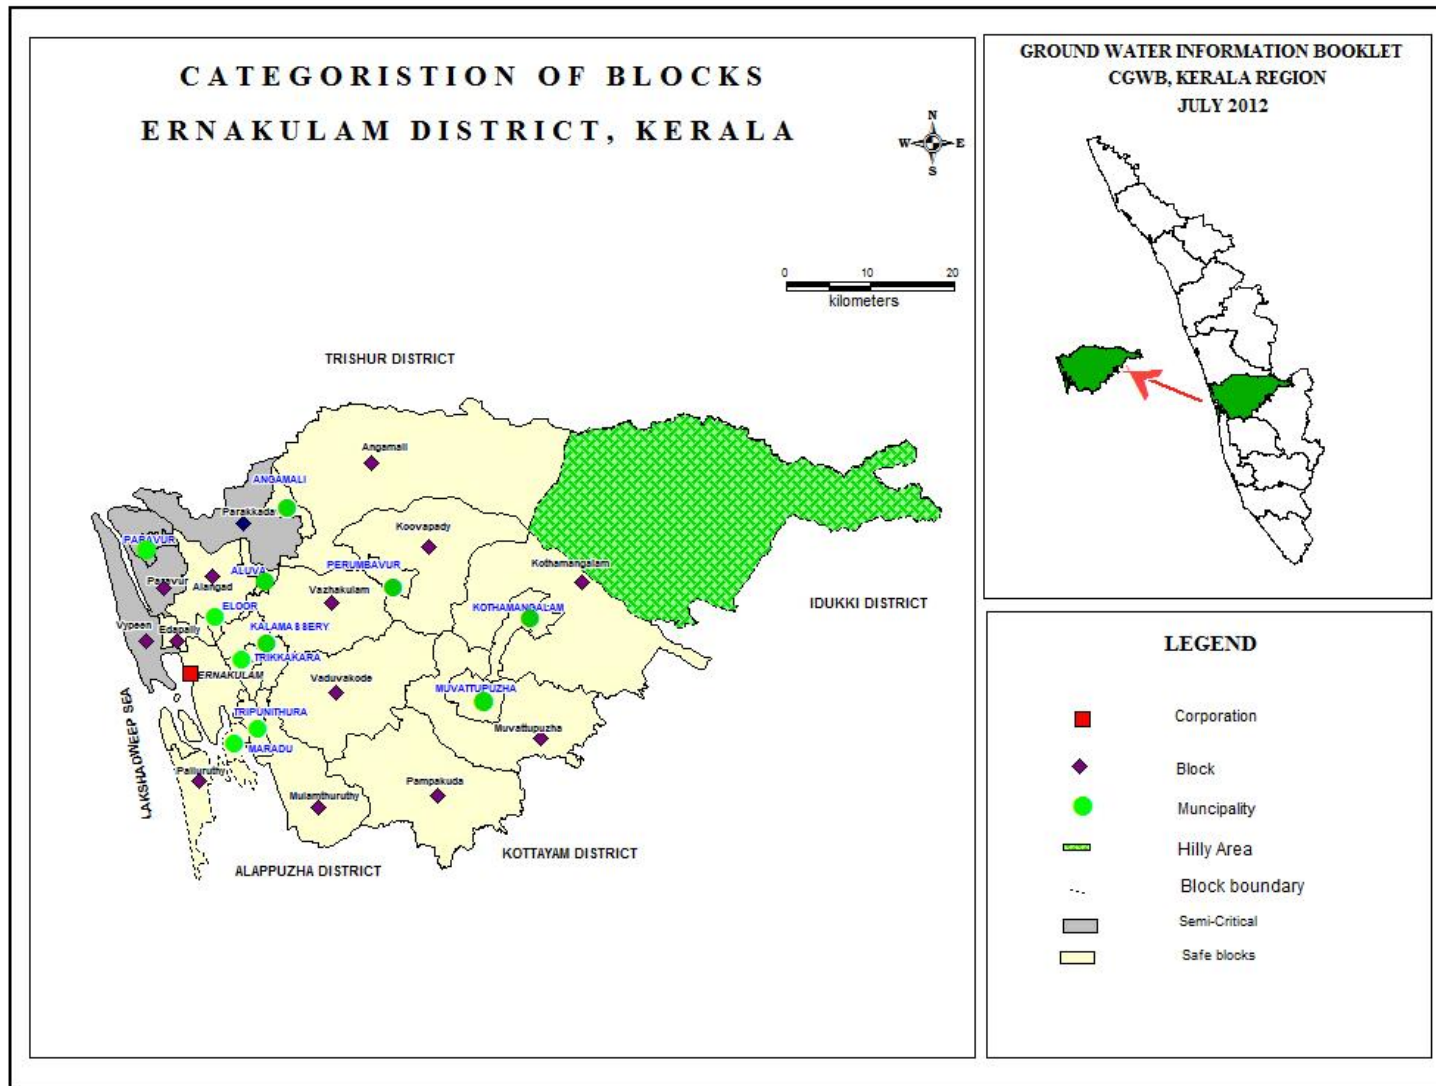 CATEGORISTION OF BLOCKS
ERNAKULAM DISTRICT, KERALA
N
W E
S
0 10 20
kilometers
TRISHUR DISTRICT
Angamali
ANGAMALI
Parakkada
Koovapady
PARAVUR
Kothamangalam
ALUVA
PERUMBAVUR
Paravur
Alangad
Vazhakulam
IDUKKI DISTRICT
ELOOR
KOTHAMANGALAM
Vypeen
Edapally
KALAMASSERY
TRIKKAKARA
ERNAKULAM
Vaduvakode
MUVATTUPUZHA
LAKSHADWEEP SEA
TRIPUNITHURA
Muvattupuzha
MARADU
Palluruthy
Pampakuda
Mulamthuruthy
KOTTAYAM DISTRICT
ALAPPUZHA DISTRICT
GROUND WATER INFORMATION BOOKLET
CGWB, KERALA REGION
JULY 2012
LEGEND
Corporation
Block
Muncipality
Hilly Area
Block boundary
Semi-Critical
Safe blocks